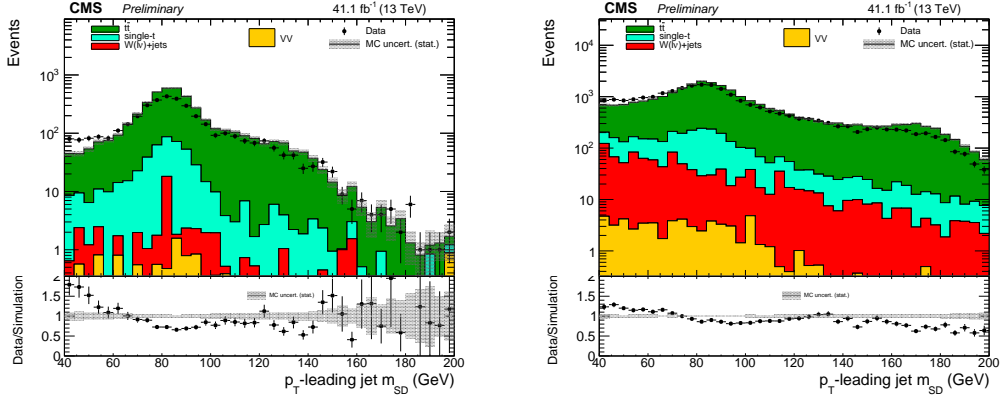 CMS Preliminary 41.1 fb⁻¹ (13 TeV)
Events
tt̄
single-t
W(lν)+jets
VV
Data
MC uncert. (stat.)
10³
10²
10
1
Data/Simulation
2
1.5
1
0.5
0
MC uncert. (stat.)
40 60 80 100 120 140 160 180 200
p_T-leading jet m_SD (GeV)
CMS Preliminary 41.1 fb⁻¹ (13 TeV)
Events
tt̄
single-t
W(lν)+jets
VV
Data
MC uncert. (stat.)
10⁴
10³
10²
10
1
Data/Simulation
2
1.5
1
0.5
0
MC uncert. (stat.)
40 60 80 100 120 140 160 180 200
p_T-leading jet m_SD (GeV)